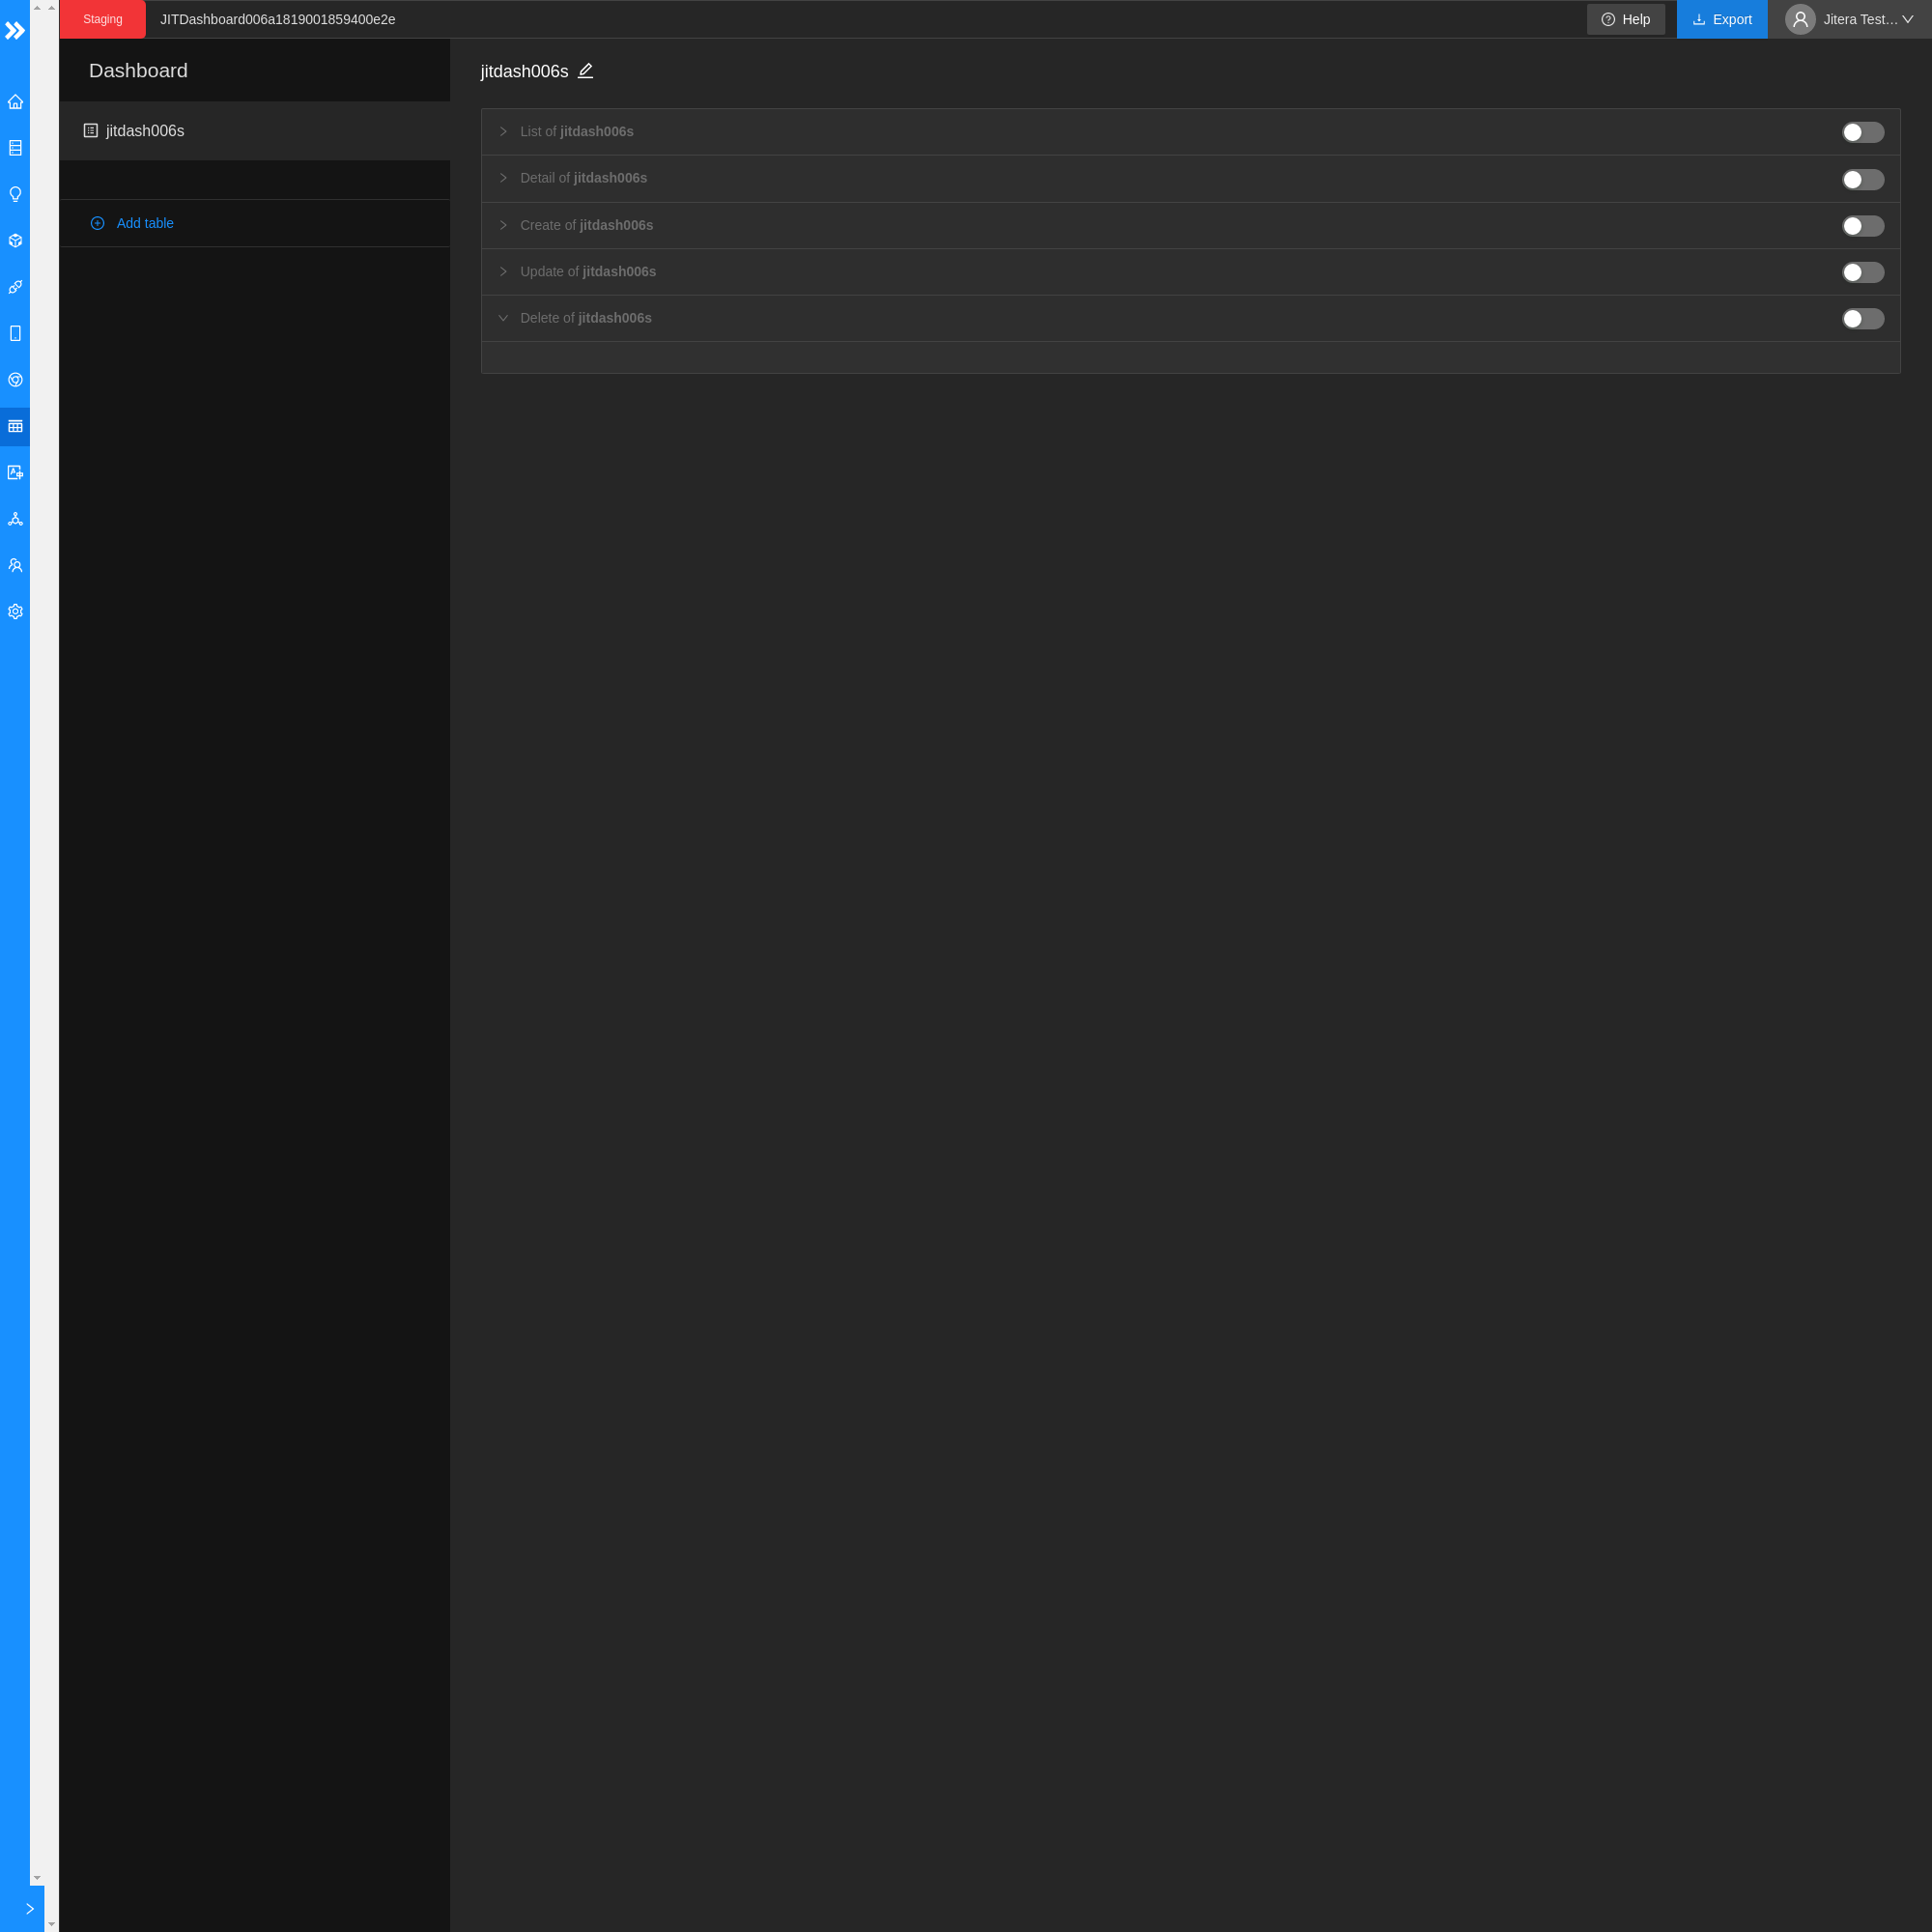 Staging
JITDashboard006a1819001859400e2e
Help
Export
Jitera Test…
Dashboard
jitdash006s
Add table
jitdash006s
List of jitdash006s
Detail of jitdash006s
Create of jitdash006s
Update of jitdash006s
Delete of jitdash006s